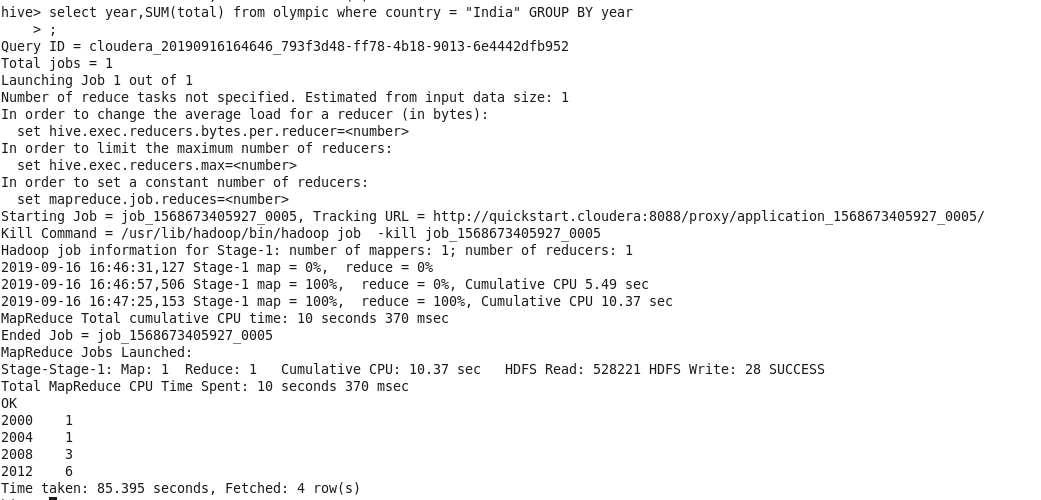 hive> select year,SUM(total) from olympic where country = "India" GROUP BY year
    > ;
Query ID = cloudera_20190916164646_793f3d48-ff78-4b18-9013-6e4442dfb952
Total jobs = 1
Launching Job 1 out of 1
Number of reduce tasks not specified. Estimated from input data size: 1
In order to change the average load for a reducer (in bytes):
  set hive.exec.reducers.bytes.per.reducer=<number>
In order to limit the maximum number of reducers:
  set hive.exec.reducers.max=<number>
In order to set a constant number of reducers:
  set mapreduce.job.reduces=<number>
Starting Job = job_1568673405927_0005, Tracking URL = http://quickstart.cloudera:8088/proxy/application_1568673405927_0005/
Kill Command = /usr/lib/hadoop/bin/hadoop job  -kill job_1568673405927_0005
Hadoop job information for Stage-1: number of mappers: 1; number of reducers: 1
2019-09-16 16:46:31,127 Stage-1 map = 0%,  reduce = 0%
2019-09-16 16:46:57,506 Stage-1 map = 100%,  reduce = 0%, Cumulative CPU 5.49 sec
2019-09-16 16:47:25,153 Stage-1 map = 100%,  reduce = 100%, Cumulative CPU 10.37 sec
MapReduce Total cumulative CPU time: 10 seconds 370 msec
Ended Job = job_1568673405927_0005
MapReduce Jobs Launched:
Stage-Stage-1: Map: 1  Reduce: 1   Cumulative CPU: 10.37 sec   HDFS Read: 528221 HDFS Write: 28 SUCCESS
Total MapReduce CPU Time Spent: 10 seconds 370 msec
OK
2000    1
2004    1
2008    3
2012    6
Time taken: 85.395 seconds, Fetched: 4 row(s)